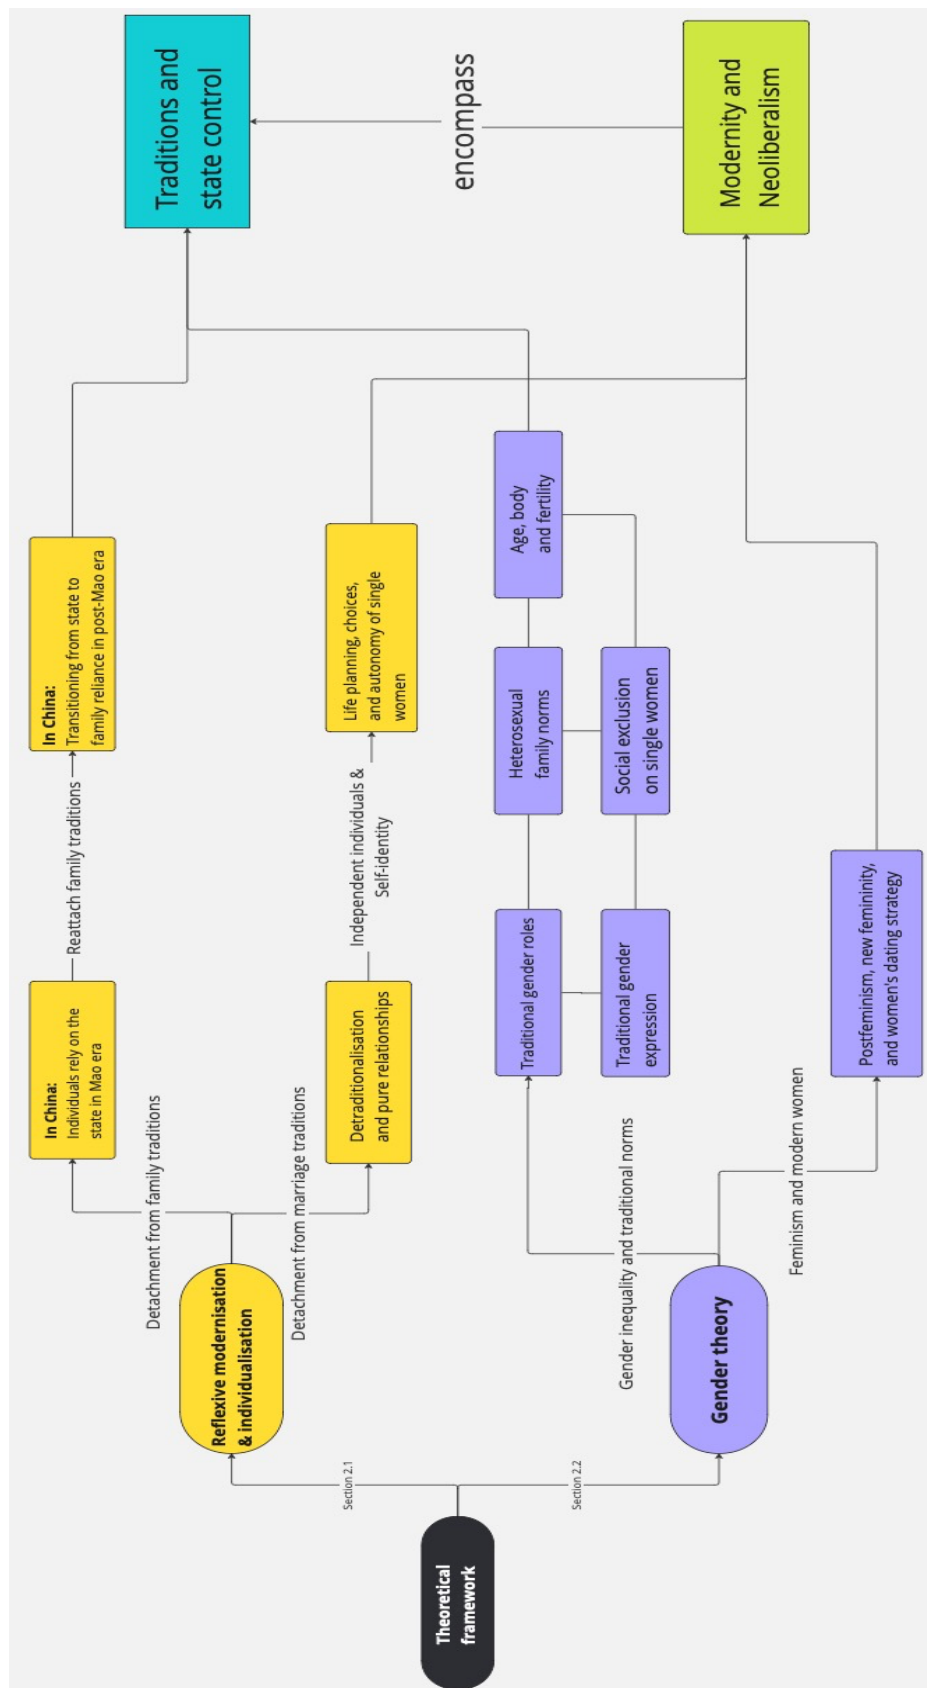 Theoretical
framework
Section 2.1
Section 2.2
Reflexive modernisation
& individualisation
Detachment from family traditions
Detachment from marriage traditions
In China:
Individuals rely on the
state in Mao era
Reattach family traditions
In China:
Transitioning from state to
family reliance in post-Mao era
Detraditionalisation
and pure relationships
Independent individuals &
Self-identity
Life planning, choices,
and autonomy of single
women
Gender theory
Gender inequality and traditional norms
Feminism and modern women
Traditional gender roles
Traditional gender
expression
Heterosexual
family norms
Social exclusion
on single women
Age, body
and fertility
Postfeminism, new femininity,
and women's dating strategy
Traditions and
state control
encompass
Modernity and
Neoliberalism